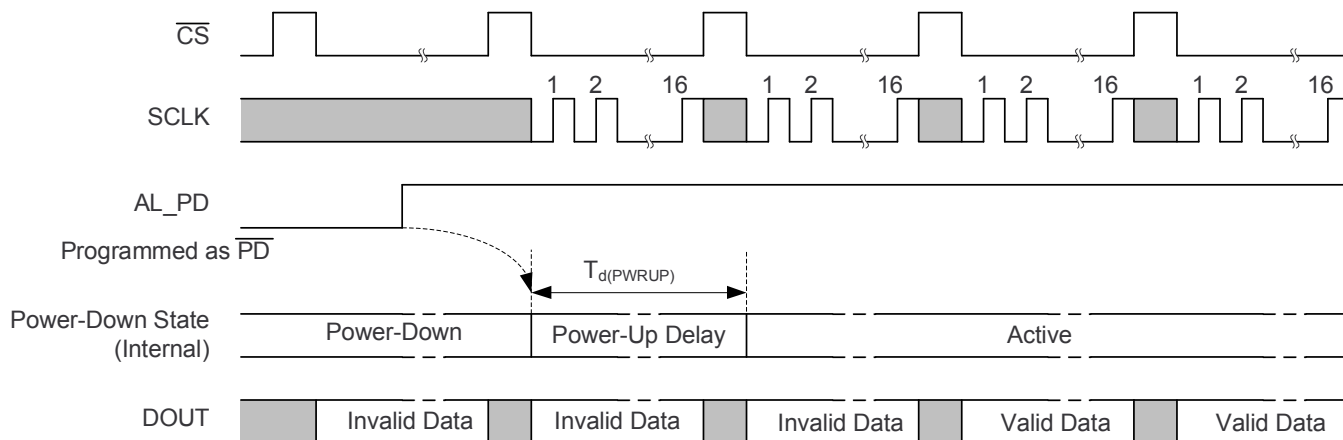 CS
1 2 16 1 2 16 1 2 16 1 2 16
SCLK
AL_PD
Programmed as PD
Td(PWRUP)
Power-Down State
(Internal)
Power-Down
Power-Up Delay
Active
DOUT
Invalid Data
Invalid Data
Invalid Data
Valid Data
Valid Data